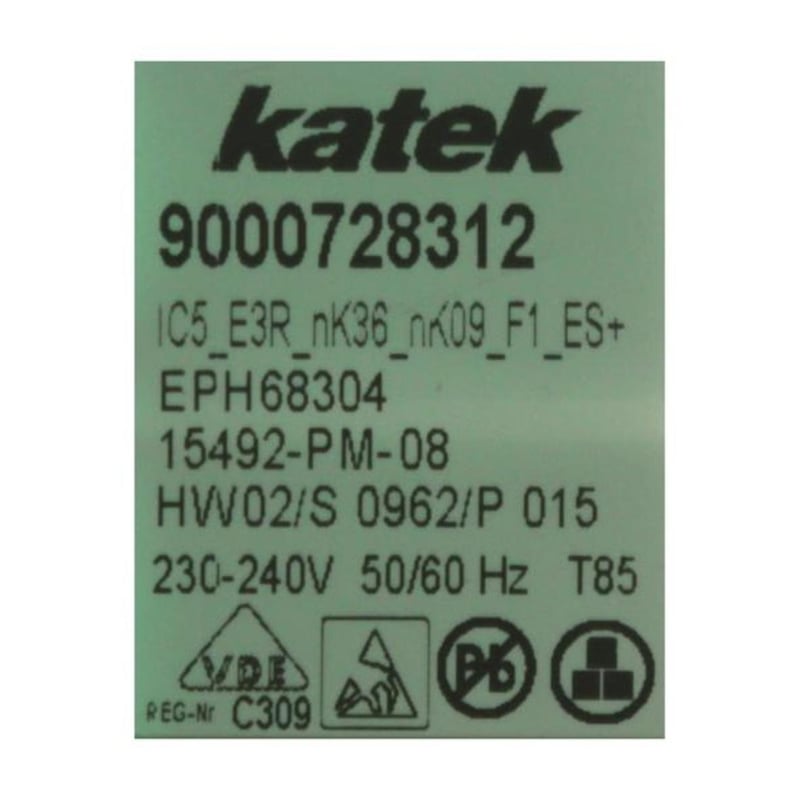 katek
9000728312
IC5_E3R_nK36_nK09_F1_ES+
EPH68304
15492-PM-08
HW02/S 0962/P 015
230-240V 50/60 Hz T85
VDE Pb
REG-Nr C309